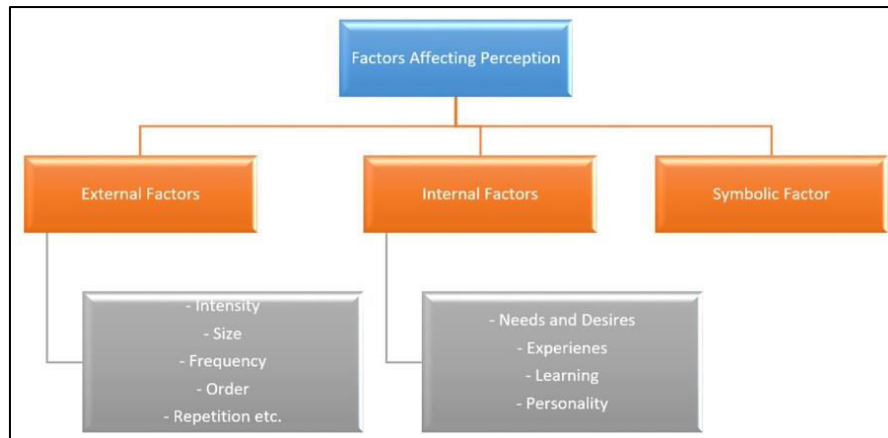 Factors Affecting Perception
External Factors
Internal Factors
Symbolic Factor
- Intensity
- Size
- Frequency
- Order
- Repetition etc.
- Needs and Desires
- Experienes
- Learning
- Personality